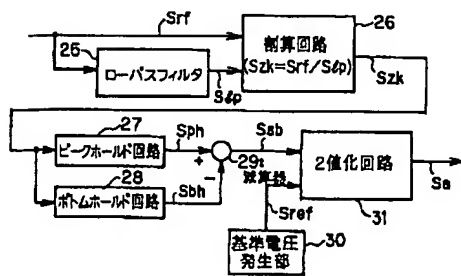 Srf
26
25
割算回路
(Szk=Srf/Sℓp)
ローパスフィルタ
Sℓp
Szk
27
ピークホールド回路
Sph
+
-
29
減算器
Ssb
2値化回路
Sa
28
ボトムホールド回路
Sbh
Sref
31
基準電圧
発生部
30